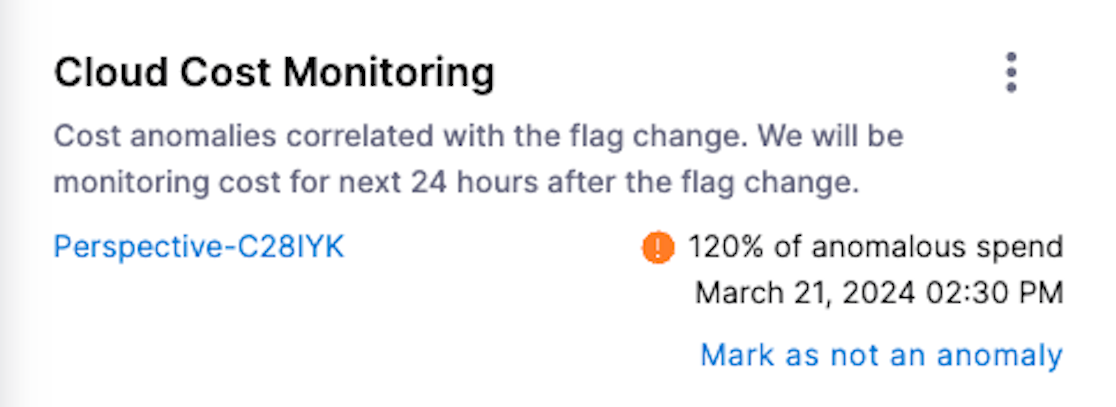 Cloud Cost Monitoring
Cost anomalies correlated with the flag change. We will be
monitoring cost for next 24 hours after the flag change.
Perspective-C28IYK
120% of anomalous spend
March 21, 2024 02:30 PM
Mark as not an anomaly